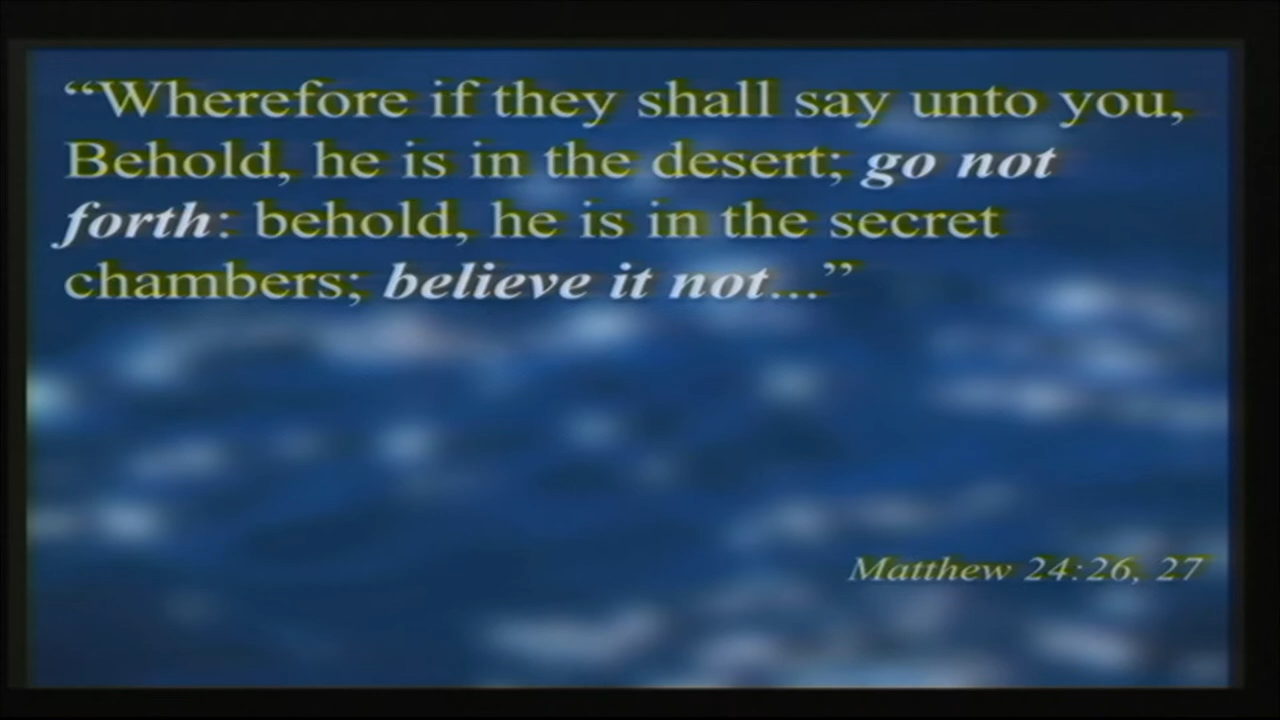 “Wherefore if they shall say unto you,
Behold, he is in the desert; go not
forth: behold, he is in the secret
chambers; believe it not...”
Matthew 24:26, 27